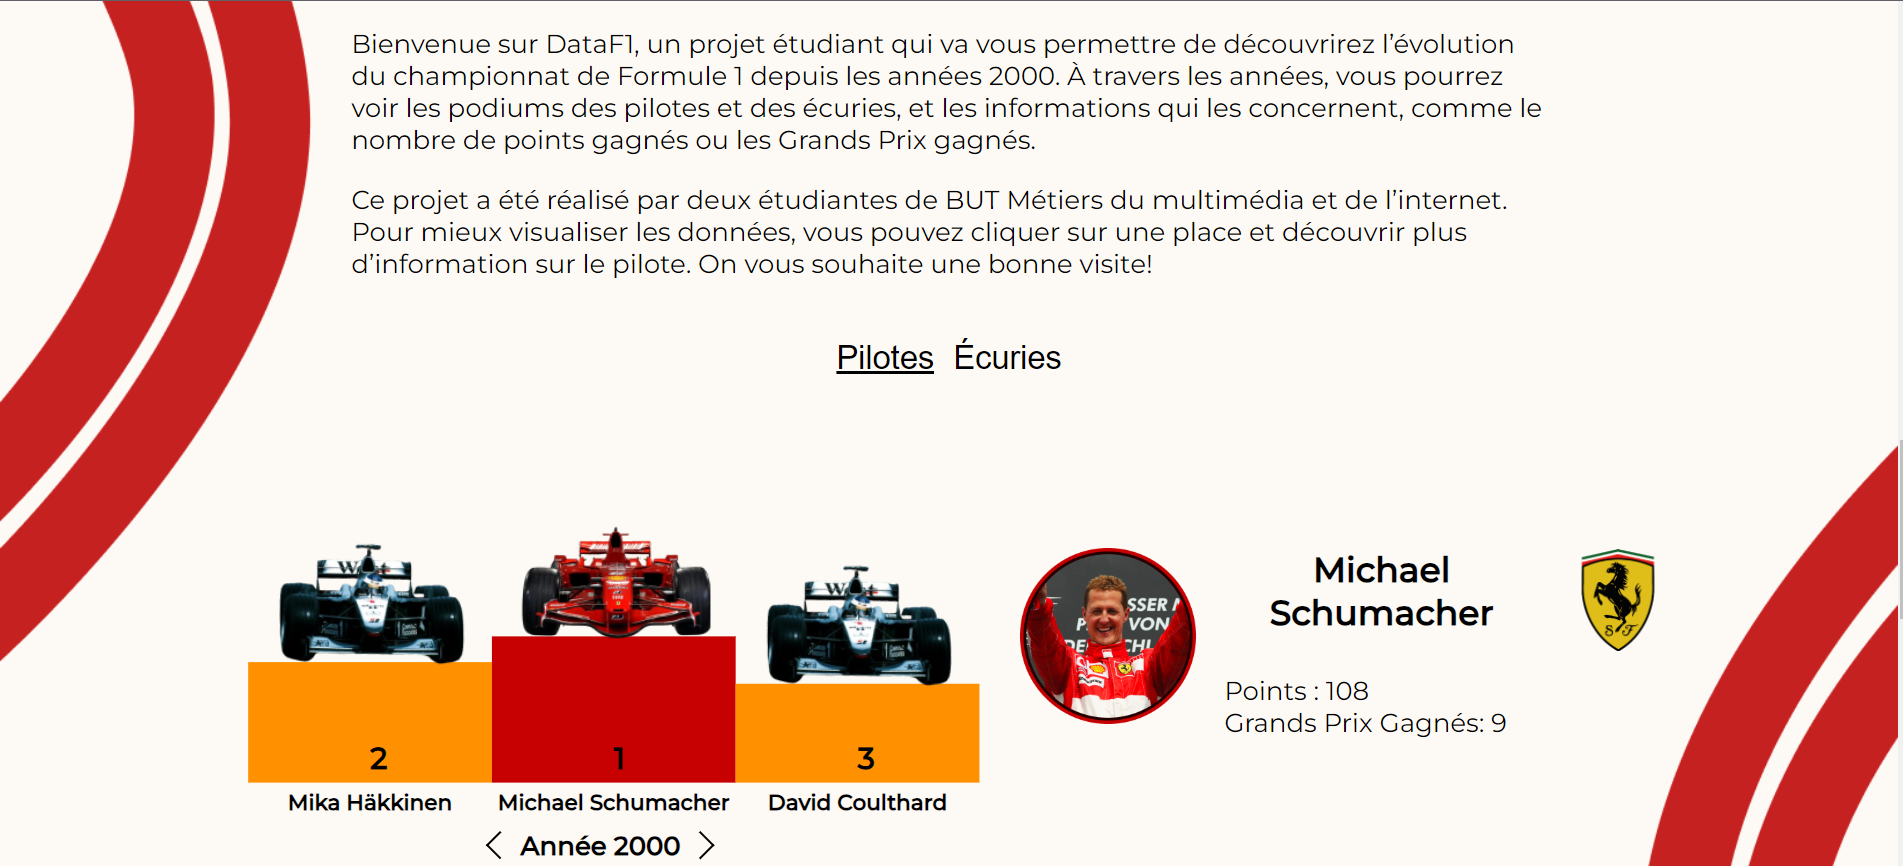 Bienvenue sur DataF1, un projet étudiant qui va vous permettre de découvrirez l’évolution
du championnat de Formule 1 depuis les années 2000. À travers les années, vous pourrez
voir les podiums des pilotes et des écuries, et les informations qui les concernent, comme le
nombre de points gagnés ou les Grands Prix gagnés.
Ce projet a été réalisé par deux étudiantes de BUT Métiers du multimédia et de l’internet.
Pour mieux visualiser les données, vous pouvez cliquer sur une place et découvrir plus
d’information sur le pilote. On vous souhaite une bonne visite!
Pilotes Écuries
2
1
3
Mika Häkkinen
Michael Schumacher
David Coulthard
< Année 2000 >
Michael
Schumacher
S F
Points : 108
Grands Prix Gagnés: 9